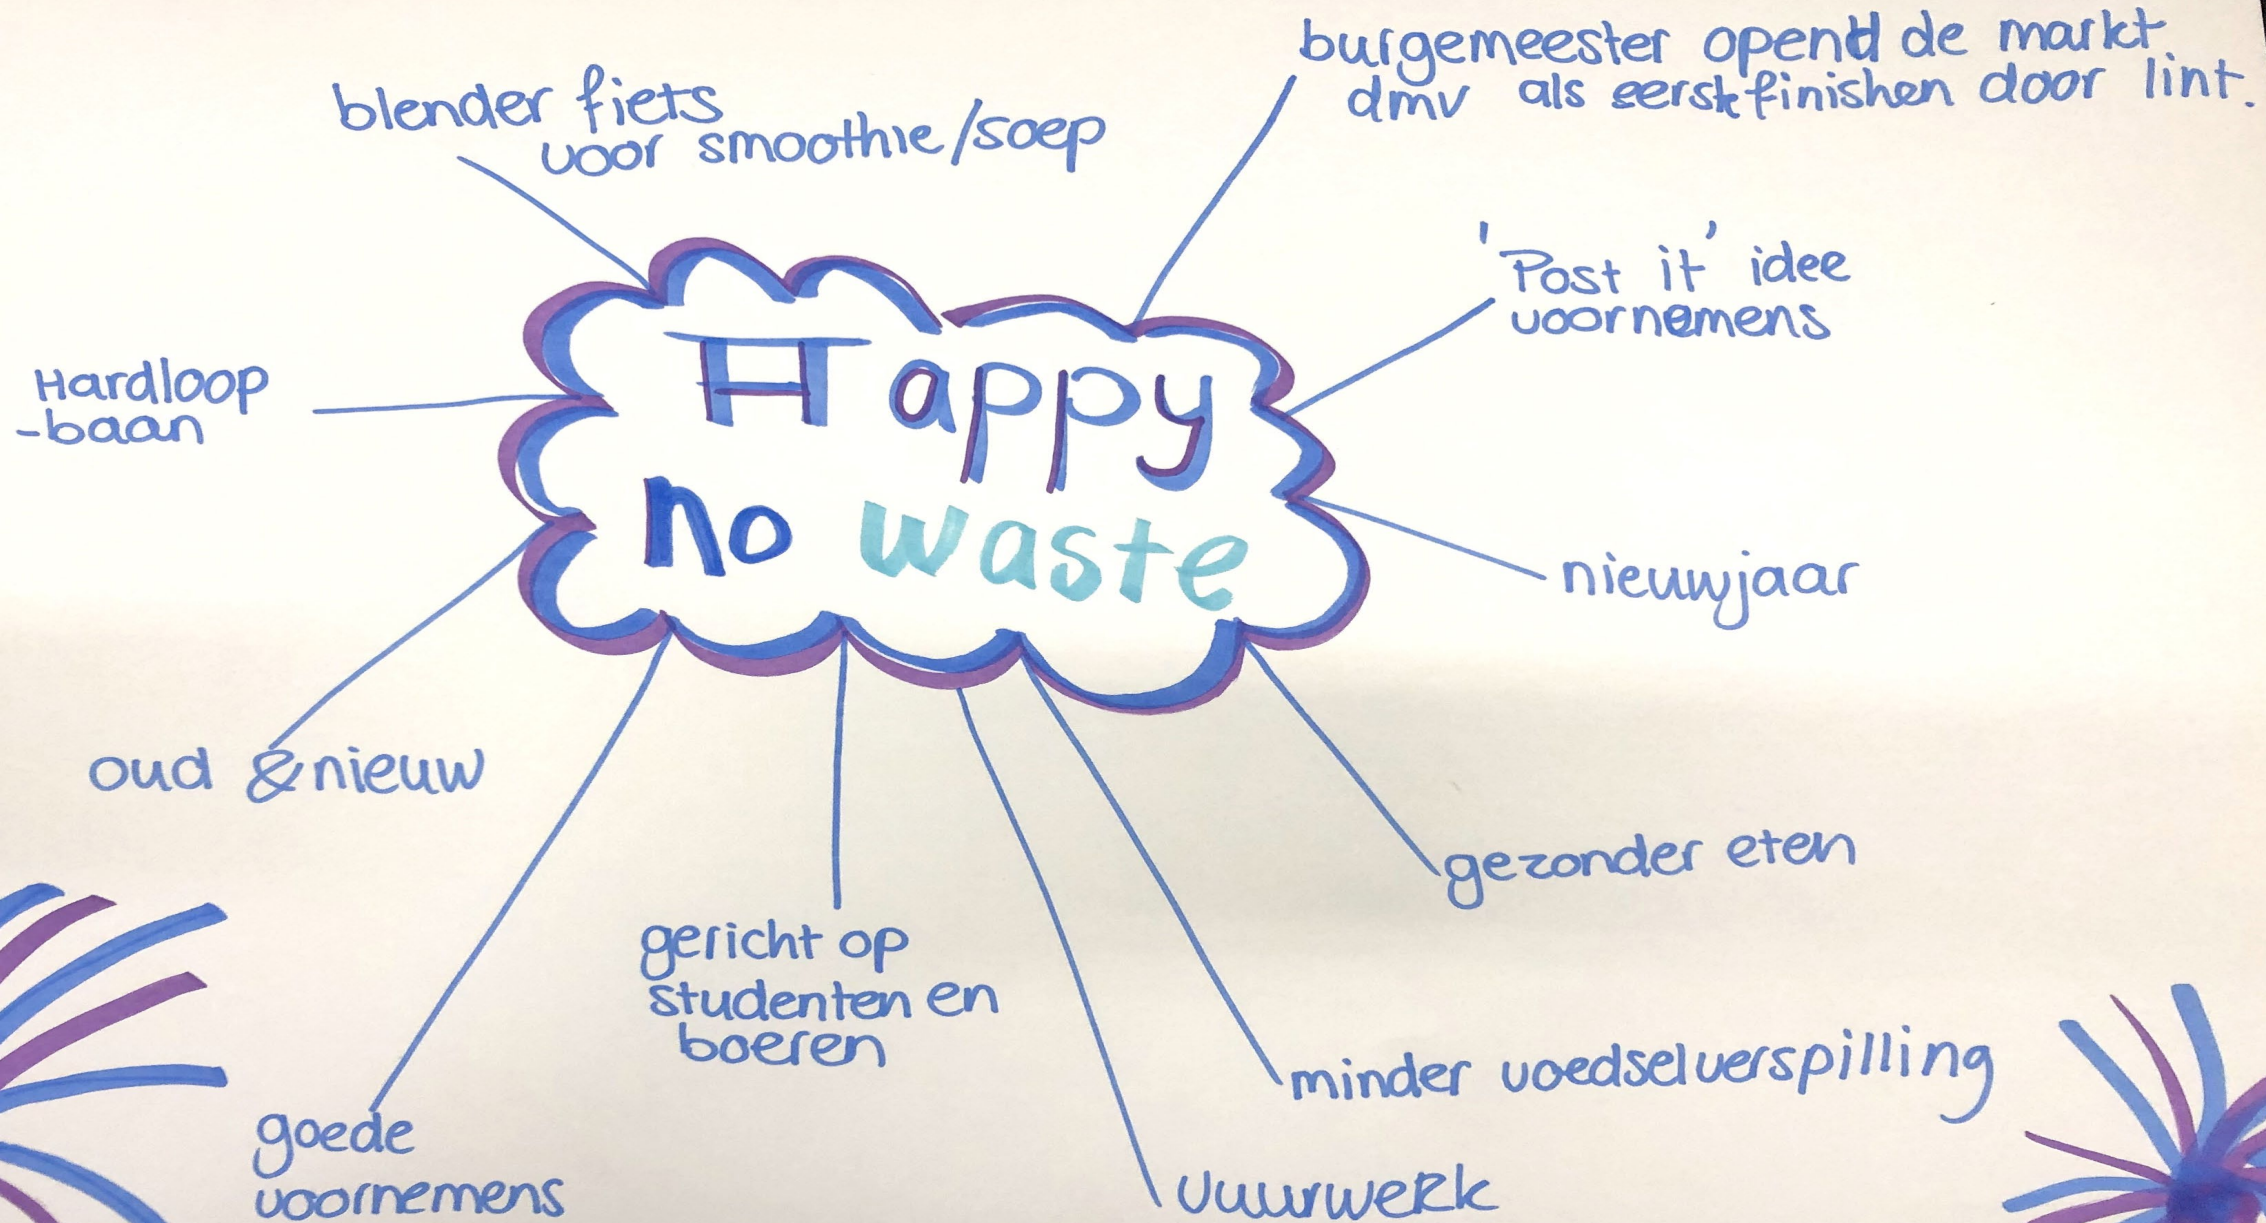 burgemeester opend de markt
dmv als eerst finishen door lint.
blender fiets
voor smoothie/soep
'Post it' idee
voornemens
Happy
no waste
Hardloop
-baan
nieuwjaar
oud & nieuw
gezonder eten
gericht op
studenten en
boeren
minder voedselverspilling
goede
voornemens
vuurwerk